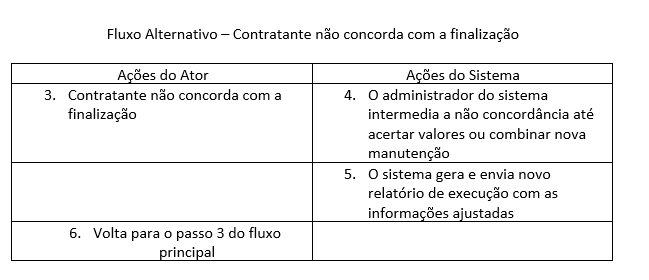 Fluxo Alternativo – Contratante não concorda com a finalização
Ações do Ator
Ações do Sistema
3. Contratante não concorda com a
finalização
4. O administrador do sistema
intermedia a não concordância até
acertar valores ou combinar nova
manutenção
5. O sistema gera e envia novo
relatório de execução com as
informações ajustadas
6. Volta para o passo 3 do fluxo
principal